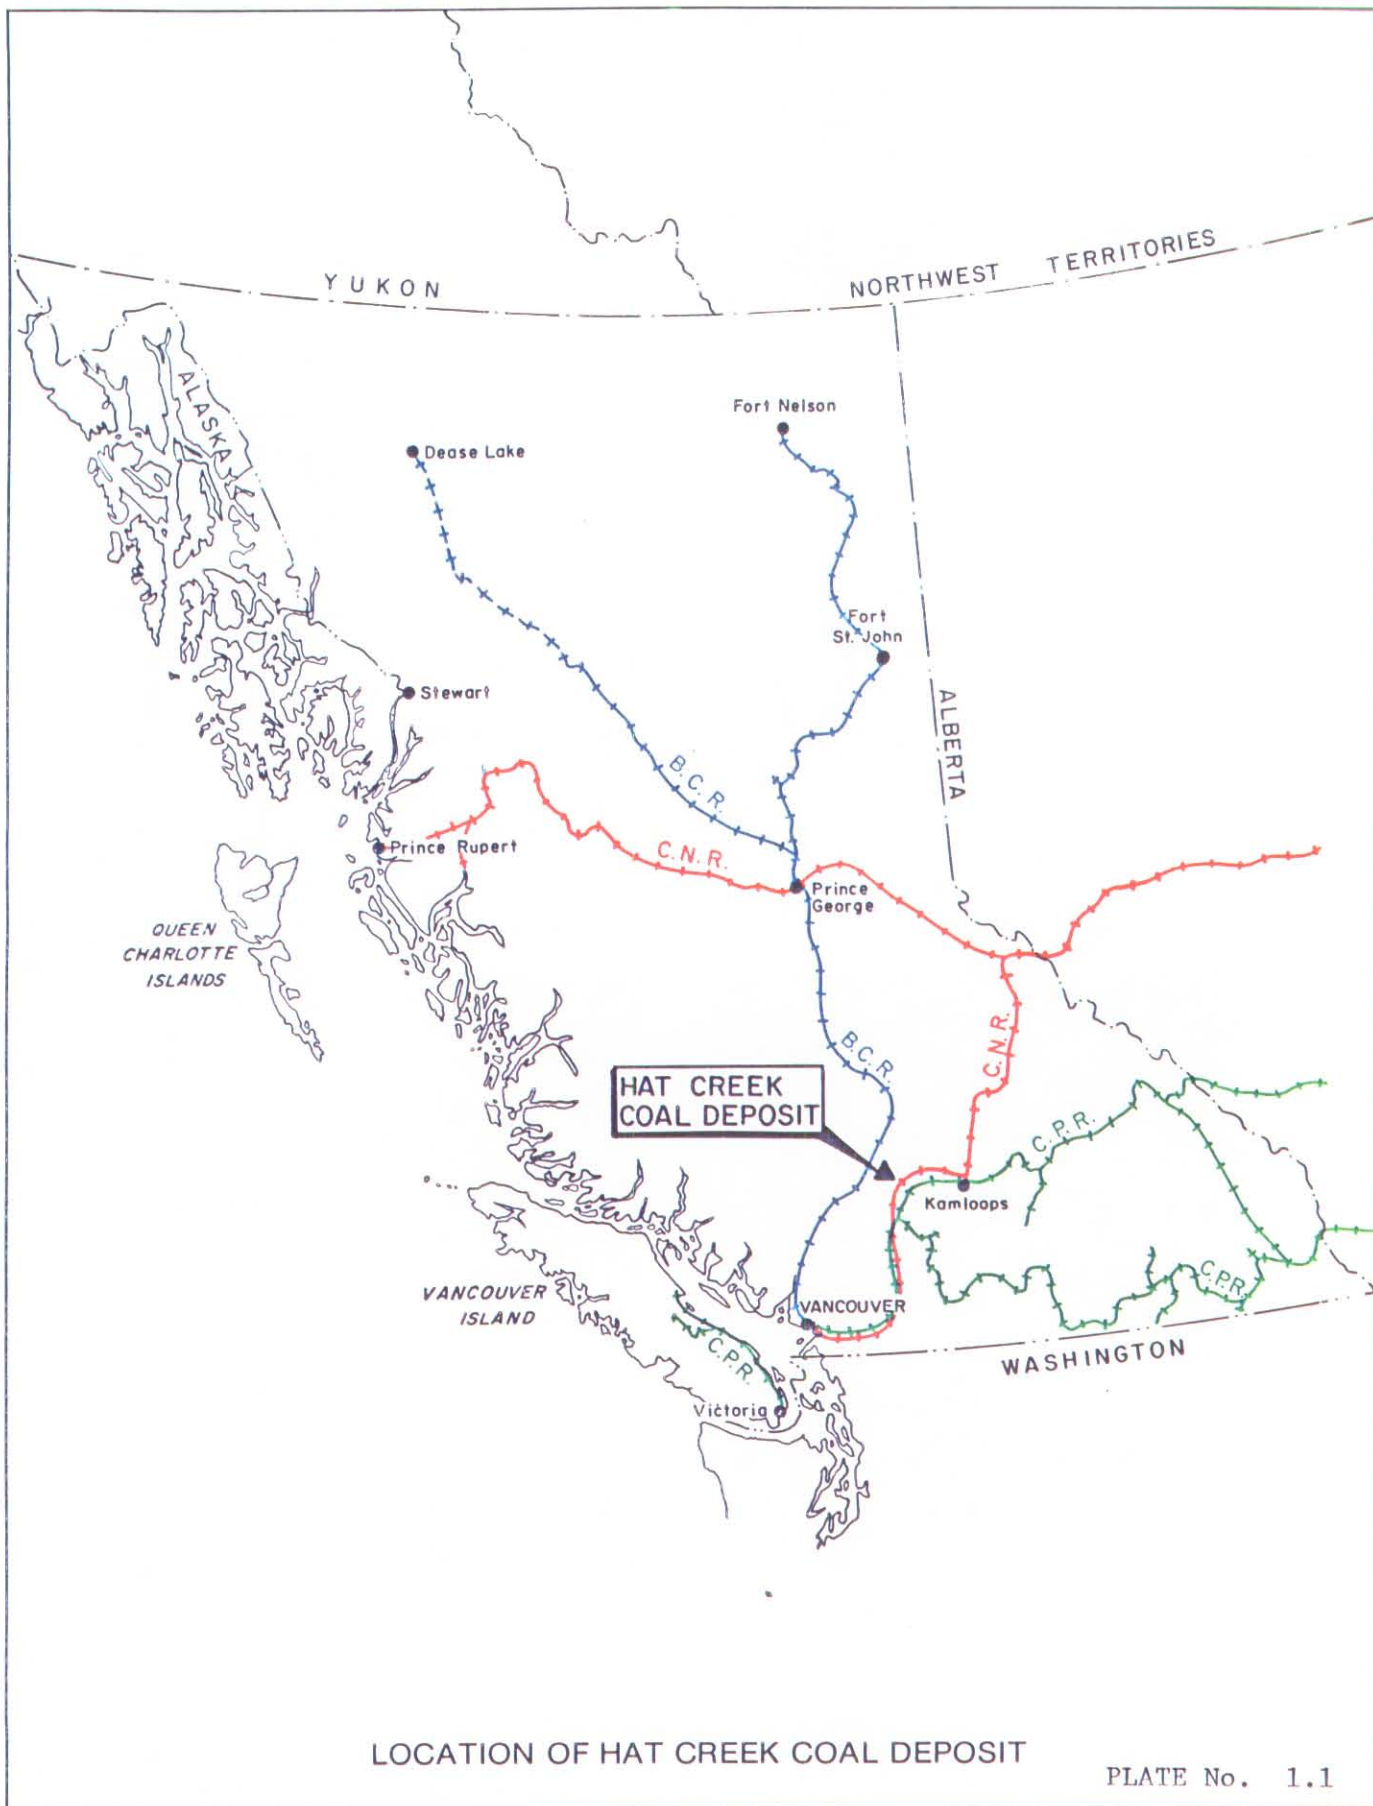 YUKON
NORTHWEST TERRITORIES
ALASKA
Fort Nelson
Dease Lake
Fort
St. John
Stewart
ALBERTA
B.C.R.
Prince Rupert
C.N.R.
Prince
George
QUEEN
CHARLOTTE
ISLANDS
B.C.R.
C.N.R.
HAT CREEK
COAL DEPOSIT
C.P.R.
Kamloops
VANCOUVER
ISLAND
VANCOUVER
C.P.R.
C.P.R.
WASHINGTON
Victoria
LOCATION OF HAT CREEK COAL DEPOSIT
PLATE No. 1.1